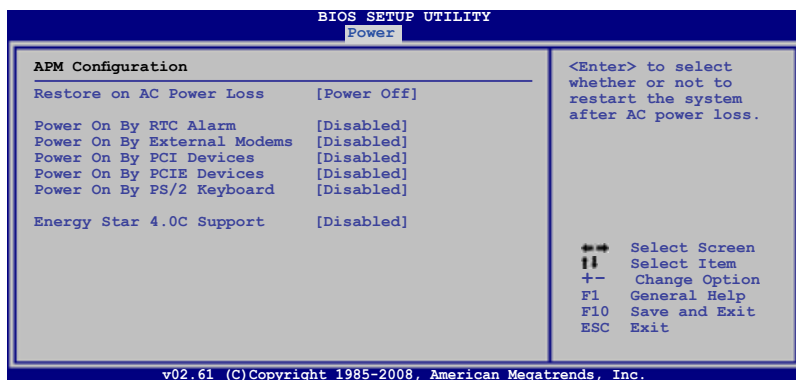 BIOS SETUP UTILITY
Power
APM Configuration
Restore on AC Power Loss [Power Off]
Power On By RTC Alarm [Disabled]
Power On By External Modems [Disabled]
Power On By PCI Devices [Disabled]
Power On By PCIE Devices [Disabled]
Power On By PS/2 Keyboard [Disabled]
Energy Star 4.0C Support [Disabled]
<Enter> to select
whether or not to
restart the system
after AC power loss.
←→ Select Screen
↑↓ Select Item
+- Change Option
F1 General Help
F10 Save and Exit
ESC Exit
v02.61 (C)Copyright 1985-2008, American Megatrends, Inc.